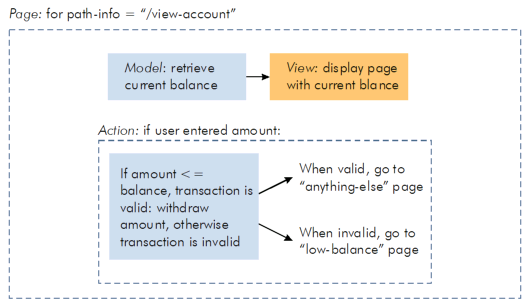 Page: for path-info = “/view-account”
Model: retrieve
current balance
View: display page
with current blance
Action: if user entered amount:
If amount < =
balance, transaction is
valid: withdraw
amount, otherwise
transaction is invalid
When valid, go to
“anything-else” page
When invalid, go to
“low-balance” page